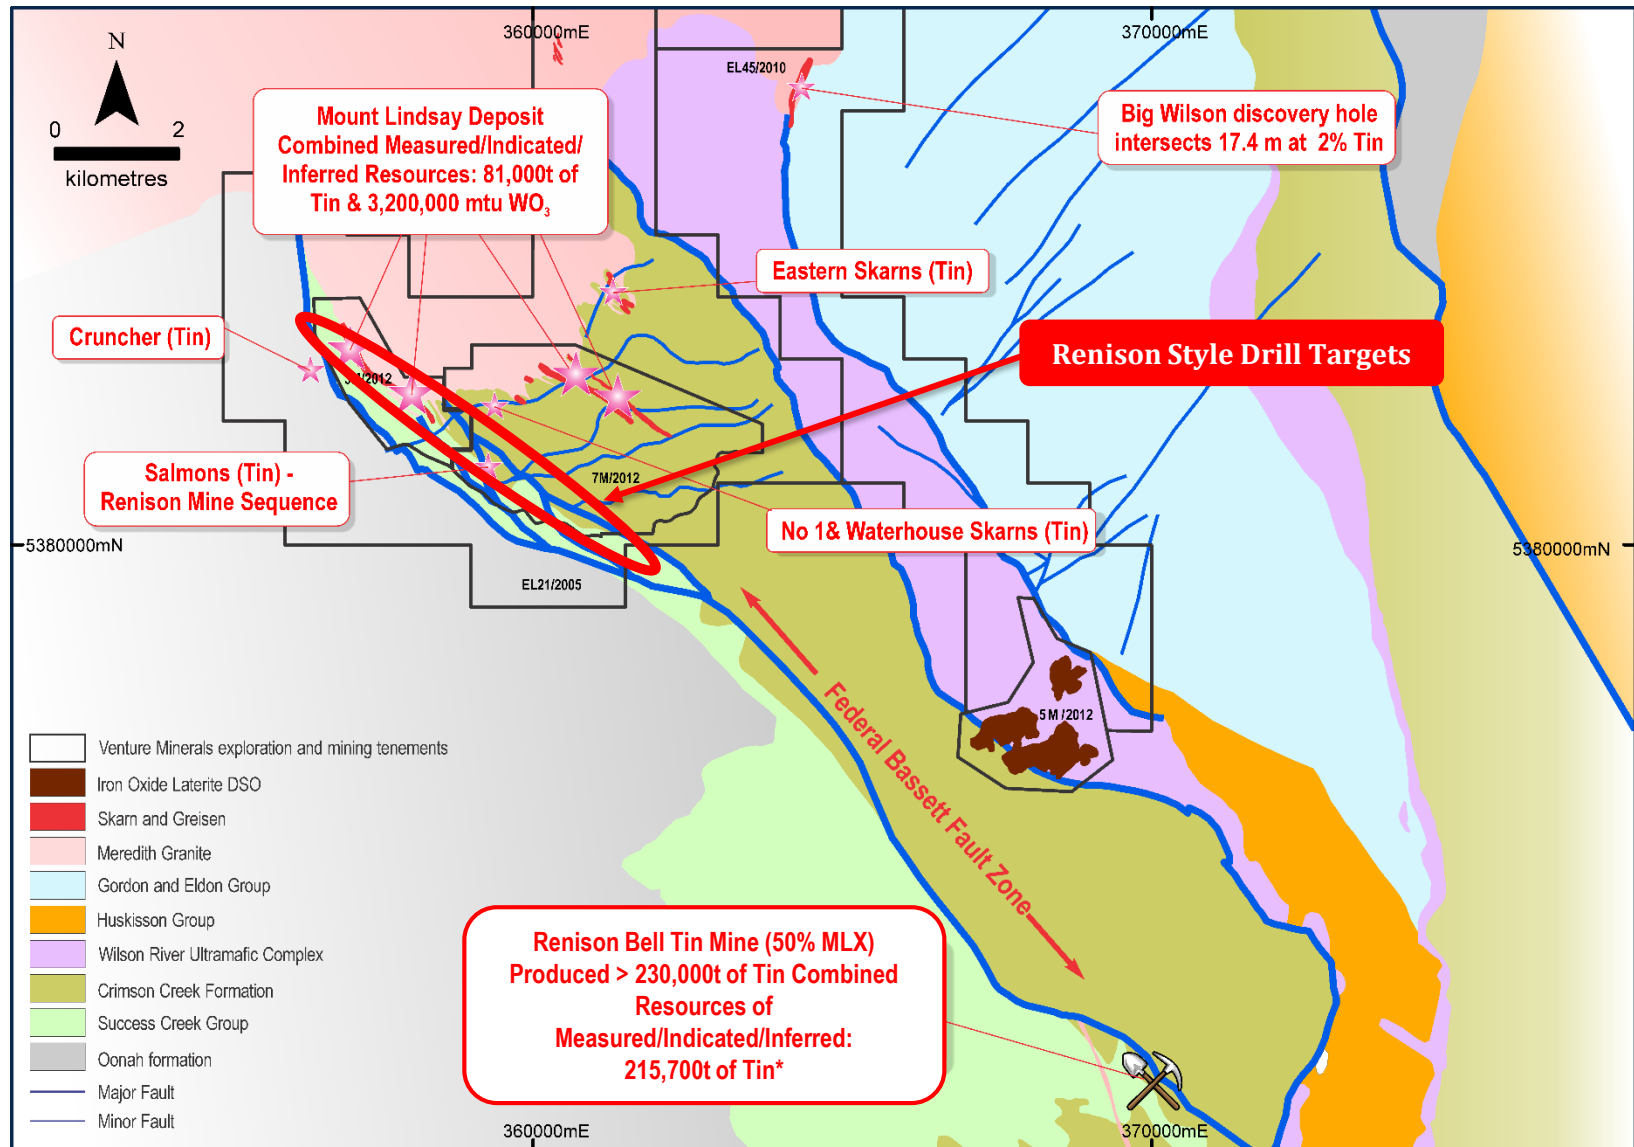 360000mE
370000mE
N
0 2
kilometres
EL45/2010
Mount Lindsay Deposit
Combined Measured/Indicated/
Inferred Resources: 81,000t of
Tin & 3,200,000 mtu WO₃
Big Wilson discovery hole
intersects 17.4 m at 2% Tin
Eastern Skarns (Tin)
Cruncher (Tin)
Renison Style Drill Targets
/2012
Salmons (Tin) -
Renison Mine Sequence
7M/2012
No 1& Waterhouse Skarns (Tin)
5380000mN
5380000mN
EL21/2005
Federal Bassett Fault Zone
5 M /2012
Venture Minerals exploration and mining tenements
Iron Oxide Laterite DSO
Skarn and Greisen
Meredith Granite
Gordon and Eldon Group
Huskisson Group
Wilson River Ultramafic Complex
Crimson Creek Formation
Success Creek Group
Oonah formation
Major Fault
Minor Fault
Renison Bell Tin Mine (50% MLX)
Produced > 230,000t of Tin Combined
Resources of
Measured/Indicated/Inferred:
215,700t of Tin*
360000mE
370000mE